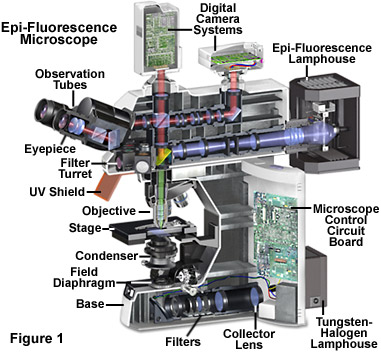 Epi-Fluorescence
Microscope
Digital
Camera
Systems
Epi-Fluorescence
Lamphouse
Observation
Tubes
Eyepiece
Filter
Turret
UV Shield
Objective
Stage
Condenser
Field
Diaphragm
Base
Microscope
Control
Circuit
Board
Filters
Collector
Lens
Tungsten-
Halogen
Lamphouse
Figure 1